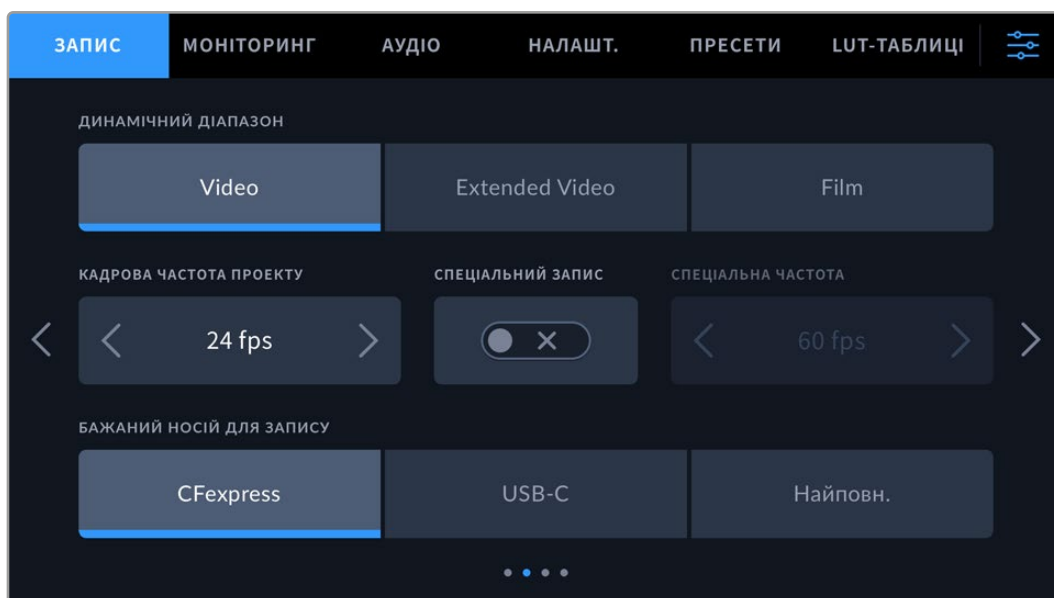 ЗАПИС МОНІТОРИНГ АУДІО НАЛАШТ. ПРЕСЕТИ LUT-ТАБЛИЦІ
ДИНАМІЧНИЙ ДІАПАЗОН
Video Extended Video Film
КАДРОВА ЧАСТОТА ПРОЕКТУ СПЕЦІАЛЬНИЙ ЗАПИС СПЕЦІАЛЬНА ЧАСТОТА
24 fps 60 fps
БАЖАНИЙ НОСІЙ ДЛЯ ЗАПИСУ
CFexpress USB-C Найповн.